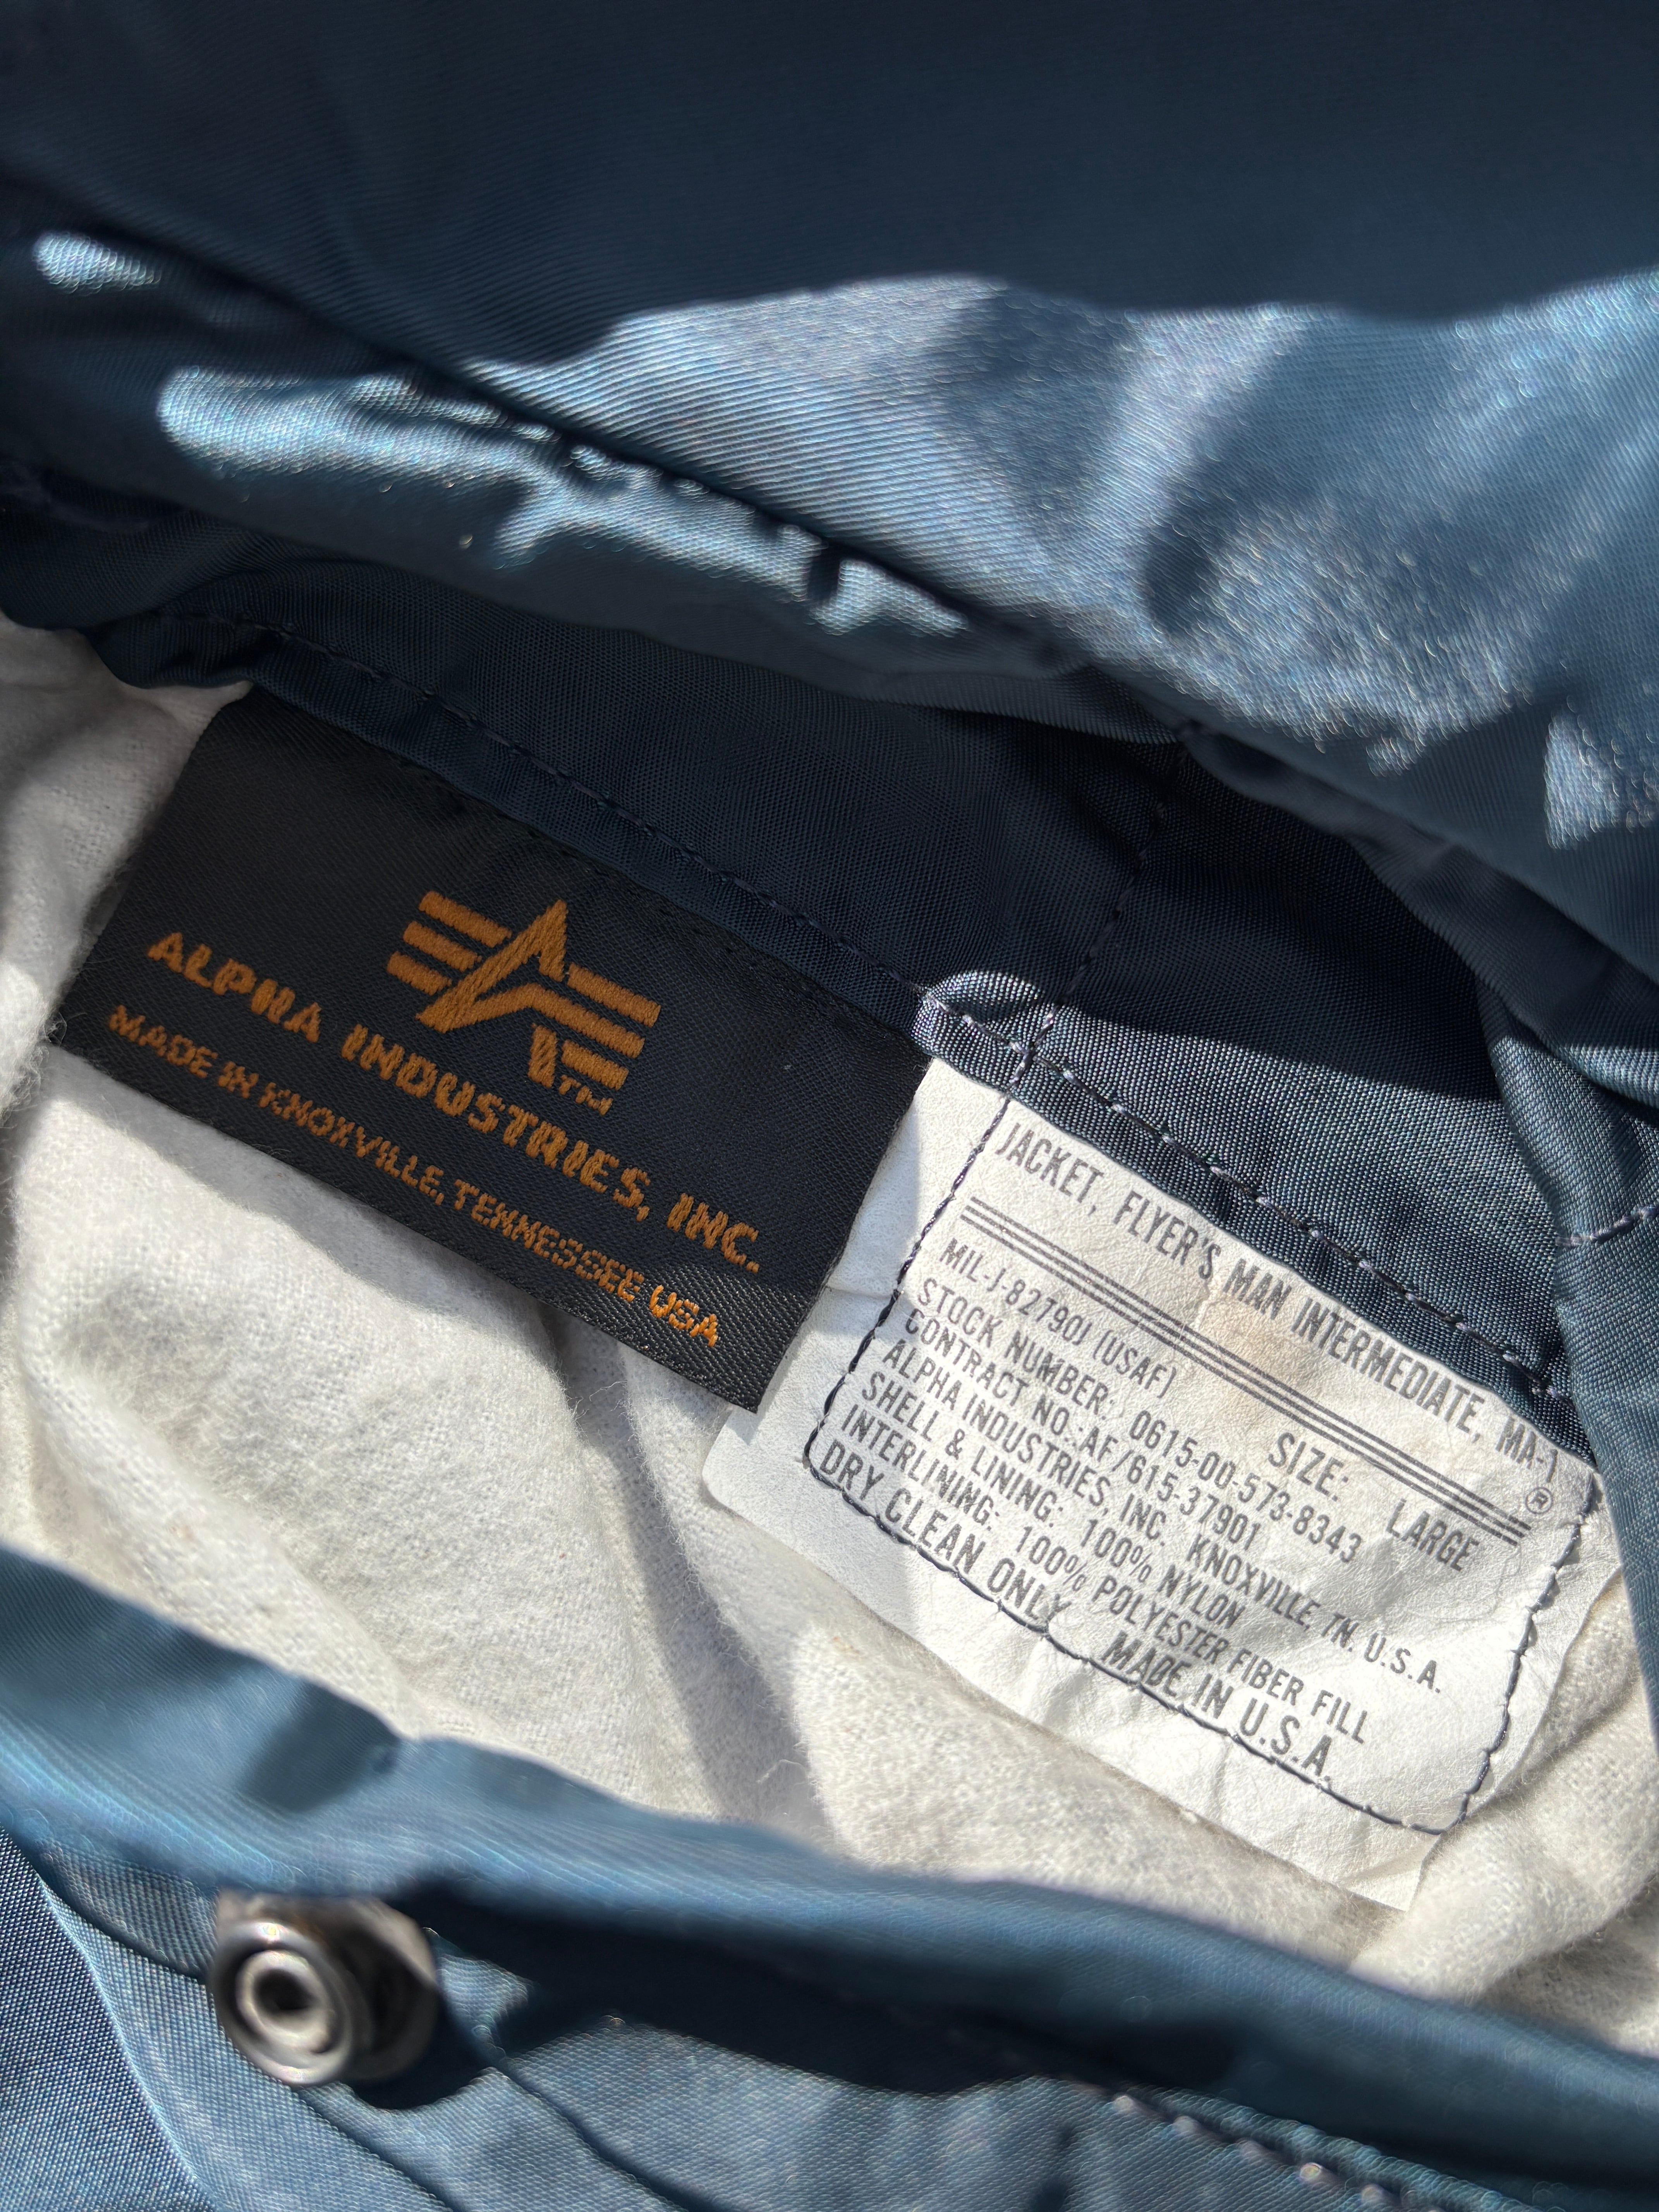 TM
ALPHA INDUSTRIES, INC.
MADE IN KNOXVILLE, TENNESSEE USA
JACKET, FLYER'S MAN INTERMEDIATE, MA-1
®
MIL-J-8279OJ (USAF)
SIZE: LARGE
STOCK NUMBER: 0615-00-573-8343
CONTRACT NO.:AF/615-37901
ALPHA INDUSTRIES, INC. KNOXVILLE, TN. U.S.A.
SHELL & LINING: 100% NYLON
INTERLINING: 100% POLYESTER FIBER FILL
DRY CLEAN ONLY
MADE IN U.S.A.